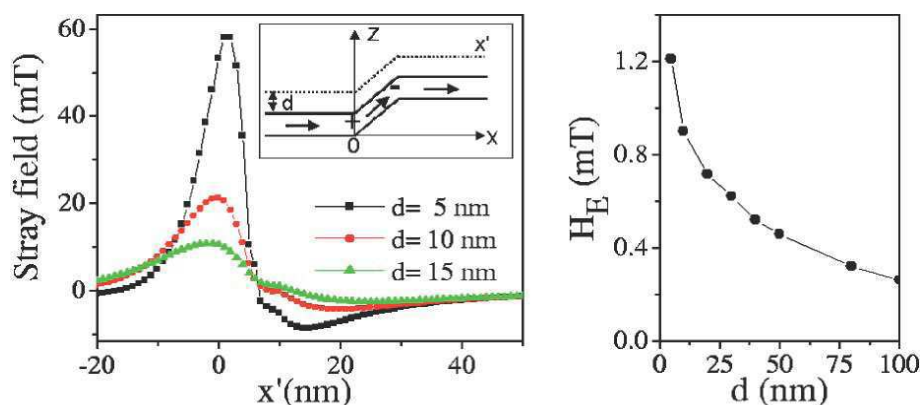 Stray field (mT)
60
40
20
0
-20
0
20
40
x'(nm)
Z
x'
d
+
-
0
X
d= 5 nm
d= 10 nm
d= 15 nm
H_E (mT)
1.2
0.8
0.4
0.0
0
25
50
75
100
d (nm)